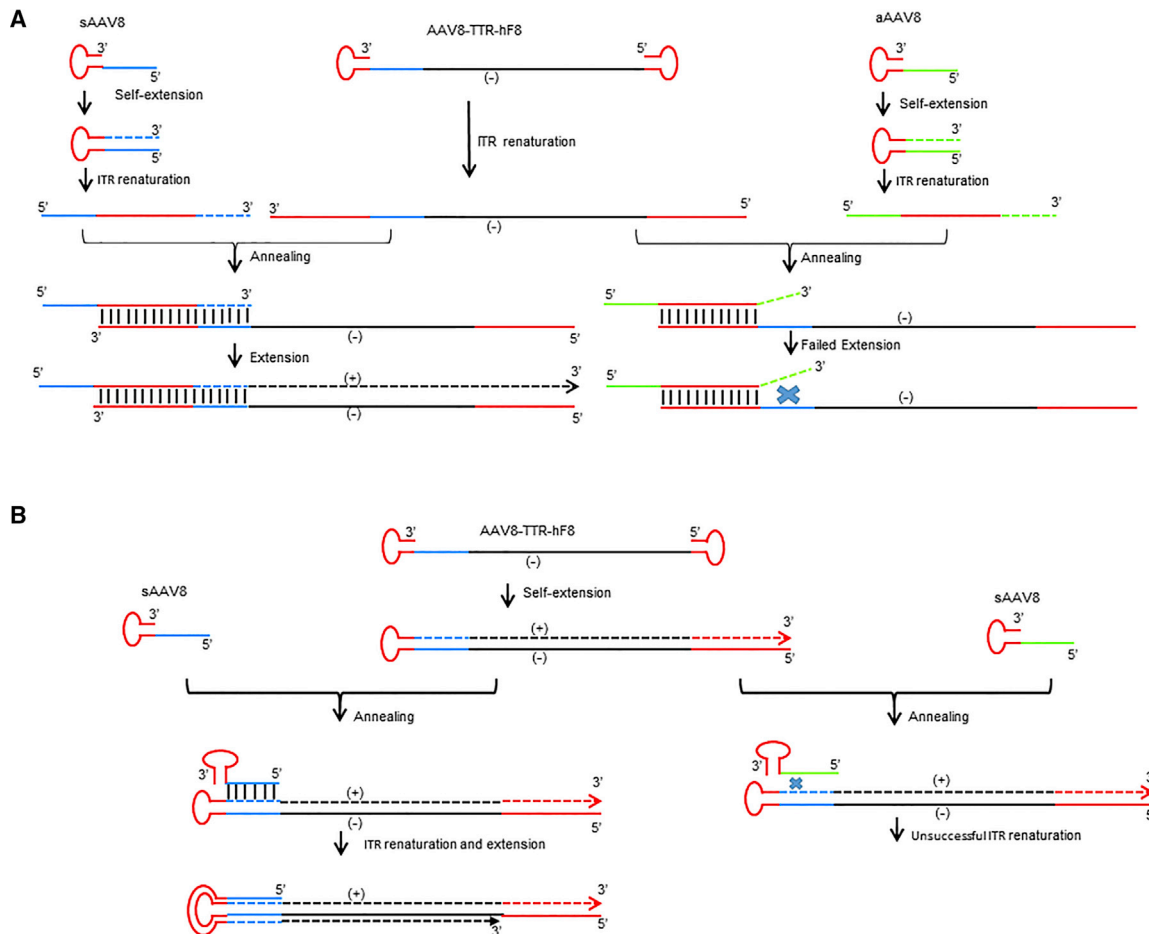 A
sAAV8
AAV8-TTR-hF8
aAAV8
3’
3’
5’
3’
5’
(-)
5’
Self-extension
ITR renaturation
Self-extension
3’
5’
3’
5’
ITR renaturation
ITR renaturation
5’
3’
3’
(-)
5’
5’
3’
Annealing
Annealing
5’
3’
3’
(-)
5’
5’
3’
(-)
Extension
Failed Extension
5’
(+)
3’
3’
(-)
5’
5’
3’
(-)
B
AAV8-TTR-hF8
3’
5’
(-)
sAAV8
3’
5’
Self-extension
sAAV8
3’
5’
(+)
3’
(-)
5’
Annealing
Annealing
3’
5’
(+)
3’
(-)
5’
3’
5’
(+)
3’
(-)
5’
ITR renaturation and extension
Unsuccessful ITR renaturation
5’
(+)
3’
3’
5’